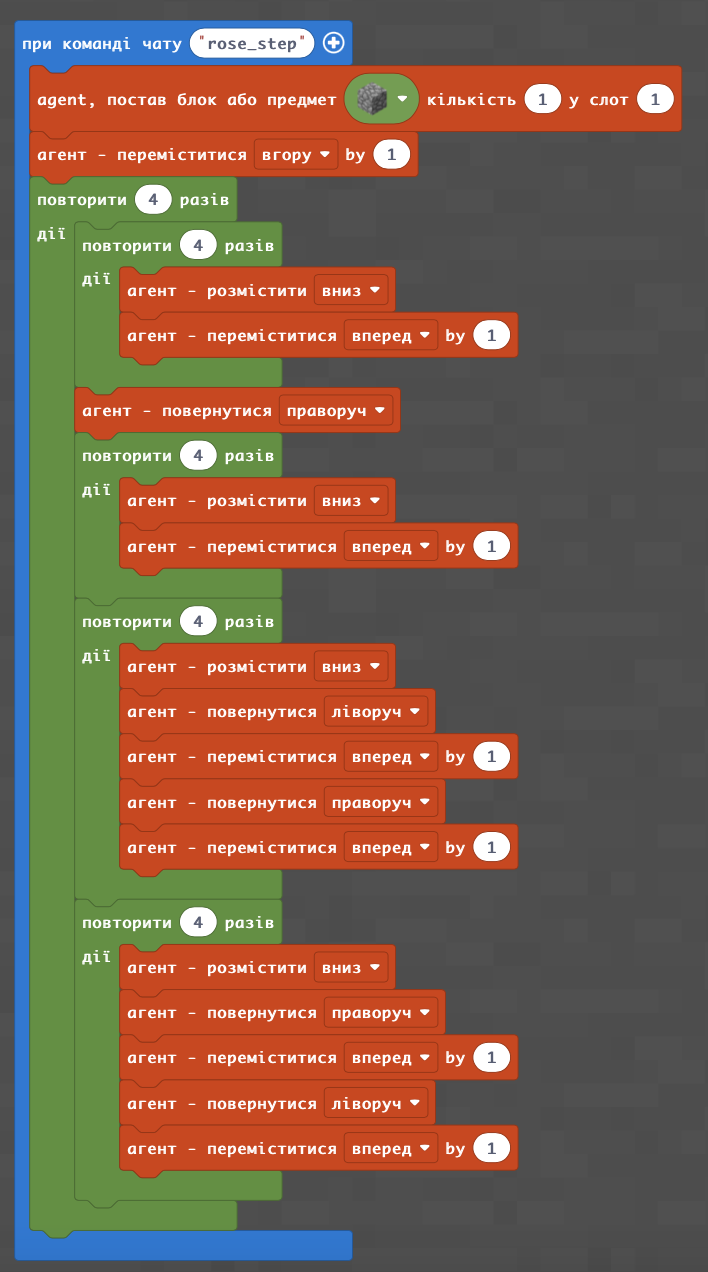 при команді чату "rose_step"
agent, постав блок або предмет кількість 1 у слот 1
агент - переміститися вгору by 1
повторити 4 разів
дії
повторити 4 разів
дії
агент - розмістити вниз
агент - переміститися вперед by 1
агент - повернутися праворуч
повторити 4 разів
дії
агент - розмістити вниз
агент - переміститися вперед by 1
повторити 4 разів
дії
агент - розмістити вниз
агент - повернутися ліворуч
агент - переміститися вперед by 1
агент - повернутися праворуч
агент - переміститися вперед by 1
повторити 4 разів
дії
агент - розмістити вниз
агент - повернутися праворуч
агент - переміститися вперед by 1
агент - повернутися ліворуч
агент - переміститися вперед by 1